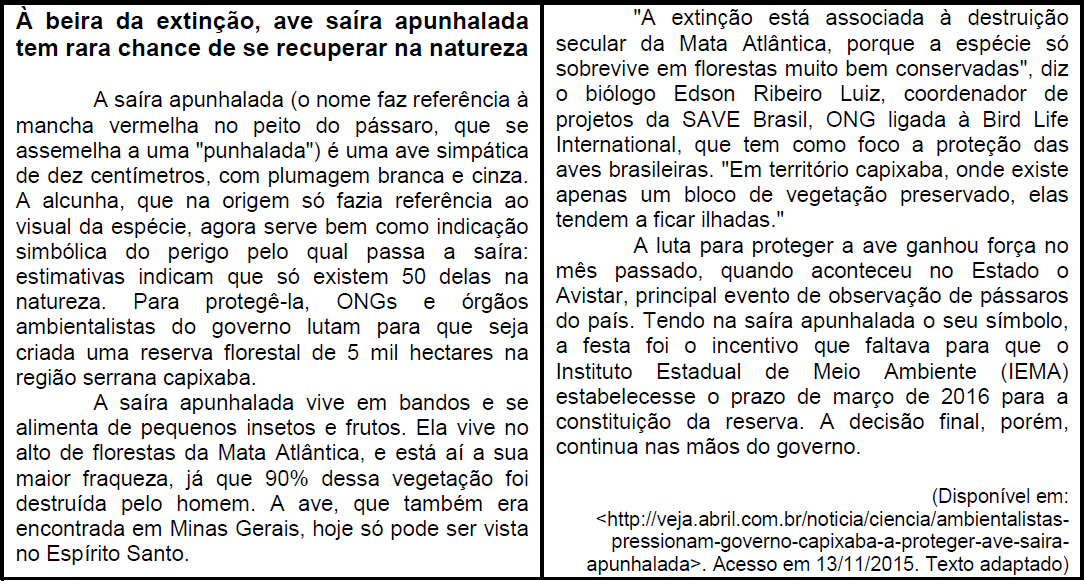 À beira da extinção, ave saíra apunhalada
tem rara chance de se recuperar na natureza
A saíra apunhalada (o nome faz referência à
mancha vermelha no peito do pássaro, que se
assemelha a uma "punhalada") é uma ave simpática
de dez centímetros, com plumagem branca e cinza.
A alcunha, que na origem só fazia referência ao
visual da espécie, agora serve bem como indicação
simbólica do perigo pelo qual passa a saíra:
estimativas indicam que só existem 50 delas na
natureza. Para protegê-la, ONGs e órgãos
ambientalistas do governo lutam para que seja
criada uma reserva florestal de 5 mil hectares na
região serrana capixaba.
A saíra apunhalada vive em bandos e se
alimenta de pequenos insetos e frutos. Ela vive no
alto de florestas da Mata Atlântica, e está aí a sua
maior fraqueza, já que 90% dessa vegetação foi
destruída pelo homem. A ave, que também era
encontrada em Minas Gerais, hoje só pode ser vista
no Espírito Santo.
"A extinção está associada à destruição
secular da Mata Atlântica, porque a espécie só
sobrevive em florestas muito bem conservadas", diz
o biólogo Edson Ribeiro Luiz, coordenador de
projetos da SAVE Brasil, ONG ligada à Bird Life
International, que tem como foco a proteção das
aves brasileiras. "Em território capixaba, onde existe
apenas um bloco de vegetação preservado, elas
tendem a ficar ilhadas."
A luta para proteger a ave ganhou força no
mês passado, quando aconteceu no Estado o
Avistar, principal evento de observação de pássaros
do país. Tendo na saíra apunhalada o seu símbolo,
a festa foi o incentivo que faltava para que o
Instituto Estadual de Meio Ambiente (IEMA)
estabelecesse o prazo de março de 2016 para a
constituição da reserva. A decisão final, porém,
continua nas mãos do governo.
(Disponível em:
<http://veja.abril.com.br/noticia/ciencia/ambientalistas-
pressionam-governo-capixaba-a-proteger-ave-saira-
apunhalada>. Acesso em 13/11/2015. Texto adaptado)